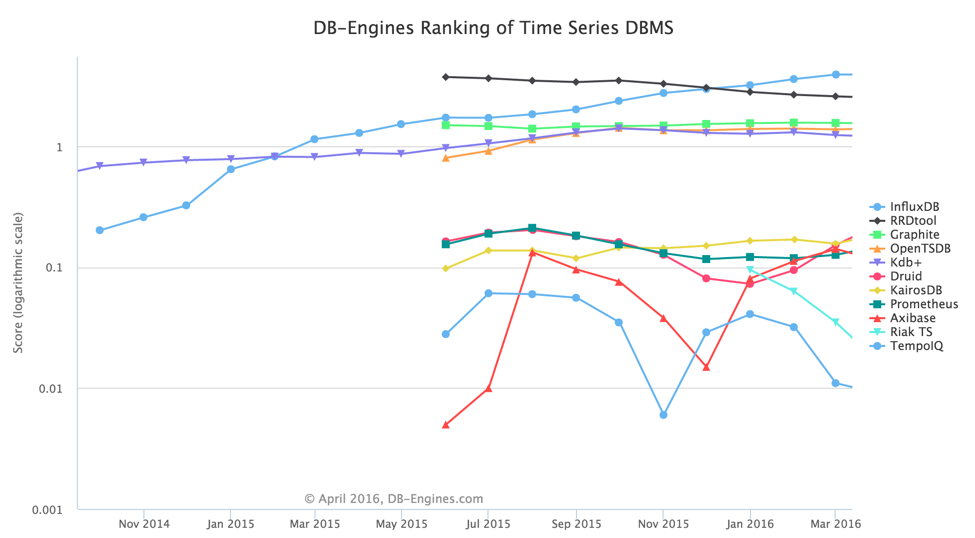 DB-Engines Ranking of Time Series DBMS
Score (logarithmic scale)
1
0.1
0.01
0.001
Nov 2014
Jan 2015
Mar 2015
May 2015
Jul 2015
Sep 2015
Nov 2015
Jan 2016
Mar 2016
© April 2016, DB-Engines.com
InfluxDB
RRDtool
Graphite
OpenTSDB
Kdb+
Druid
KairosDB
Prometheus
Axibase
Riak TS
TempoIQ